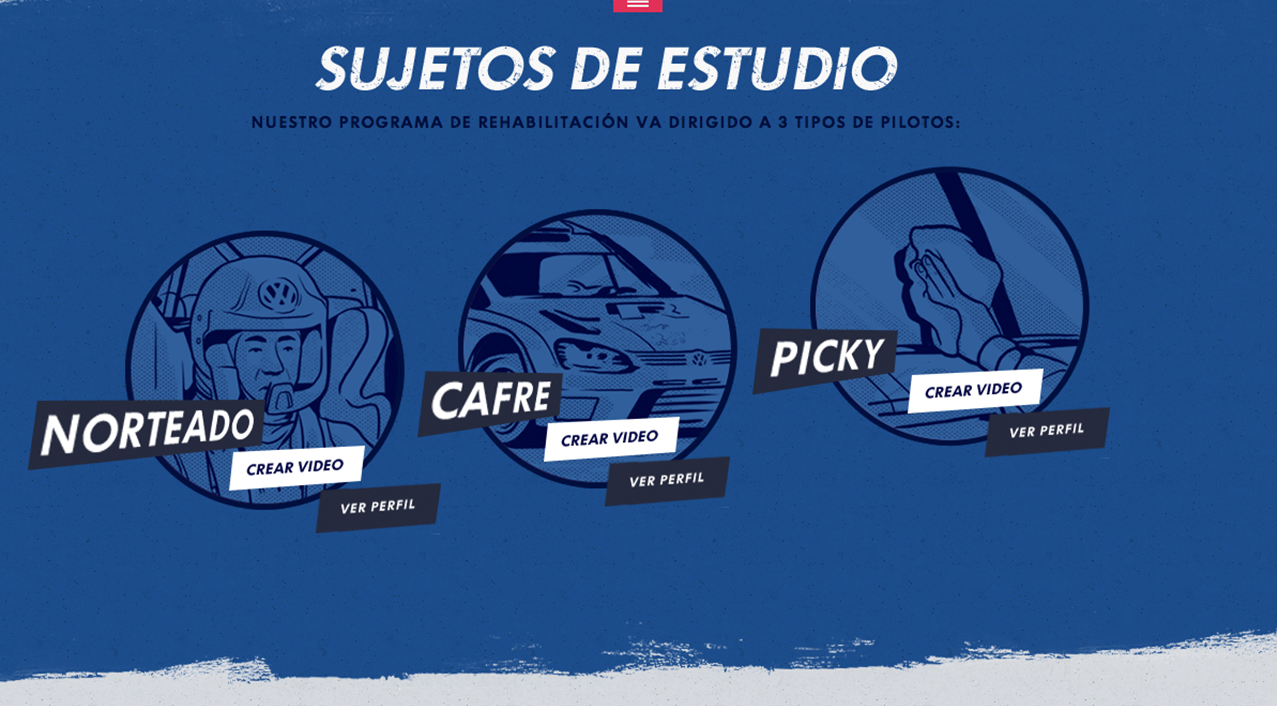 SUJETOS DE ESTUDIO
NUESTRO PROGRAMA DE REHABILITACIÓN VA DIRIGIDO A 3 TIPOS DE PILOTOS:
NORTEADO
CREAR VIDEO
VER PERFIL
CAFRE
CREAR VIDEO
VER PERFIL
PICKY
CREAR VIDEO
VER PERFIL